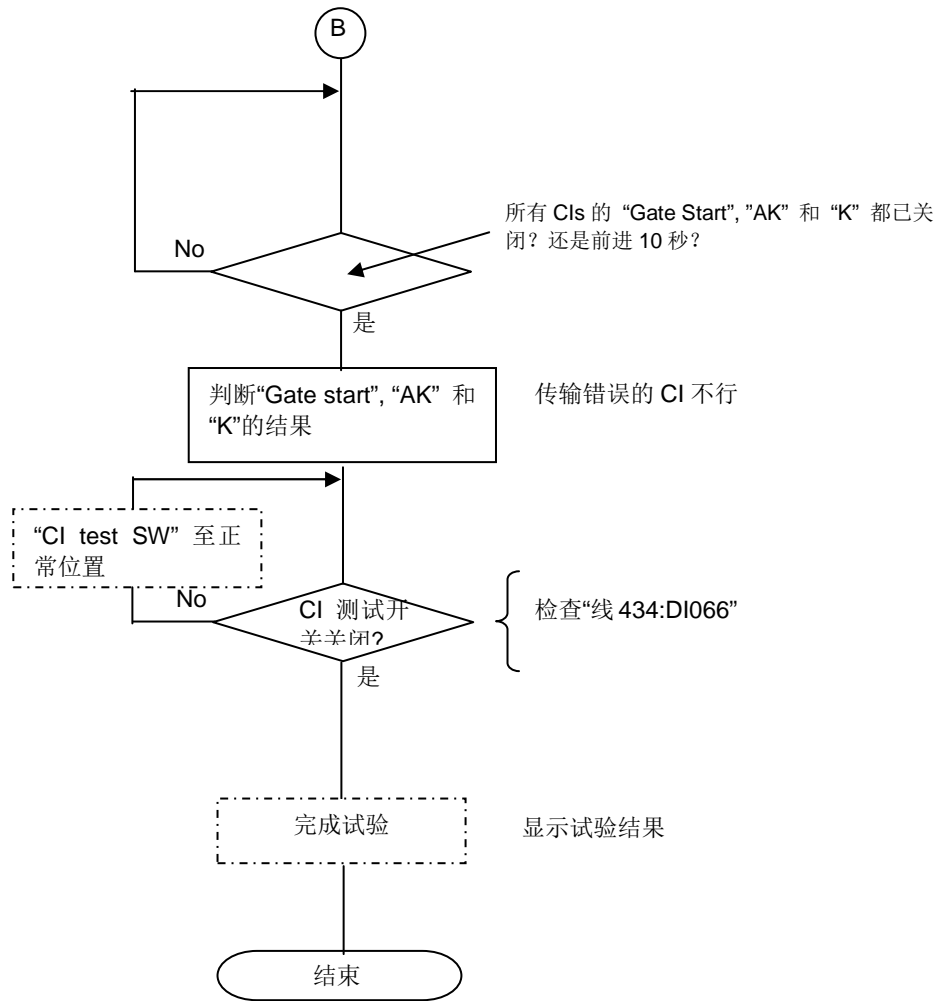 B
所有 CIs 的 “Gate Start”, ”AK” 和 “K” 都已关
闭？还是前进 10 秒？
No
是
判断“Gate start”, “AK” 和
“K”的结果
传输错误的 CI 不行
“CI test SW” 至正
常位置
No
CI 测试开
关关闭?
检查“线 434:DI066”
是
完成试验
显示试验结果
结束